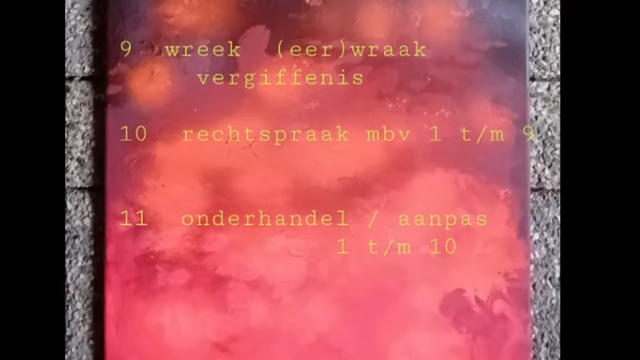 9 wreek (eer)wraak
vergiffenis
10 rechtspraak mbv 1 t/m 9
11 onderhandel / aanpas
1 t/m 10